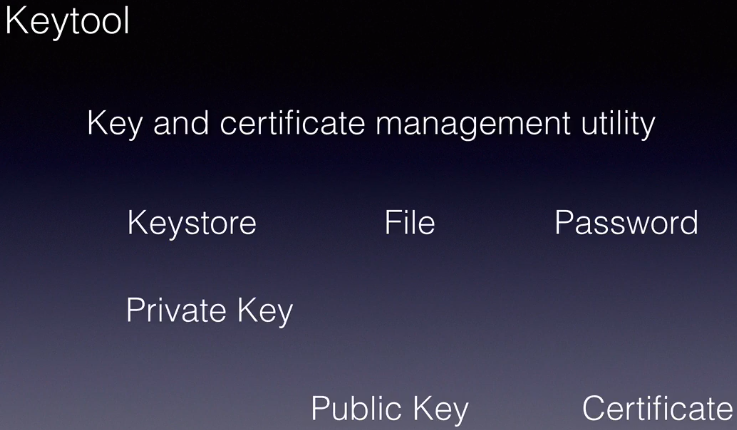 Keytool
Key and certificate management utility
Keystore File Password
Private Key
Public Key Certificate